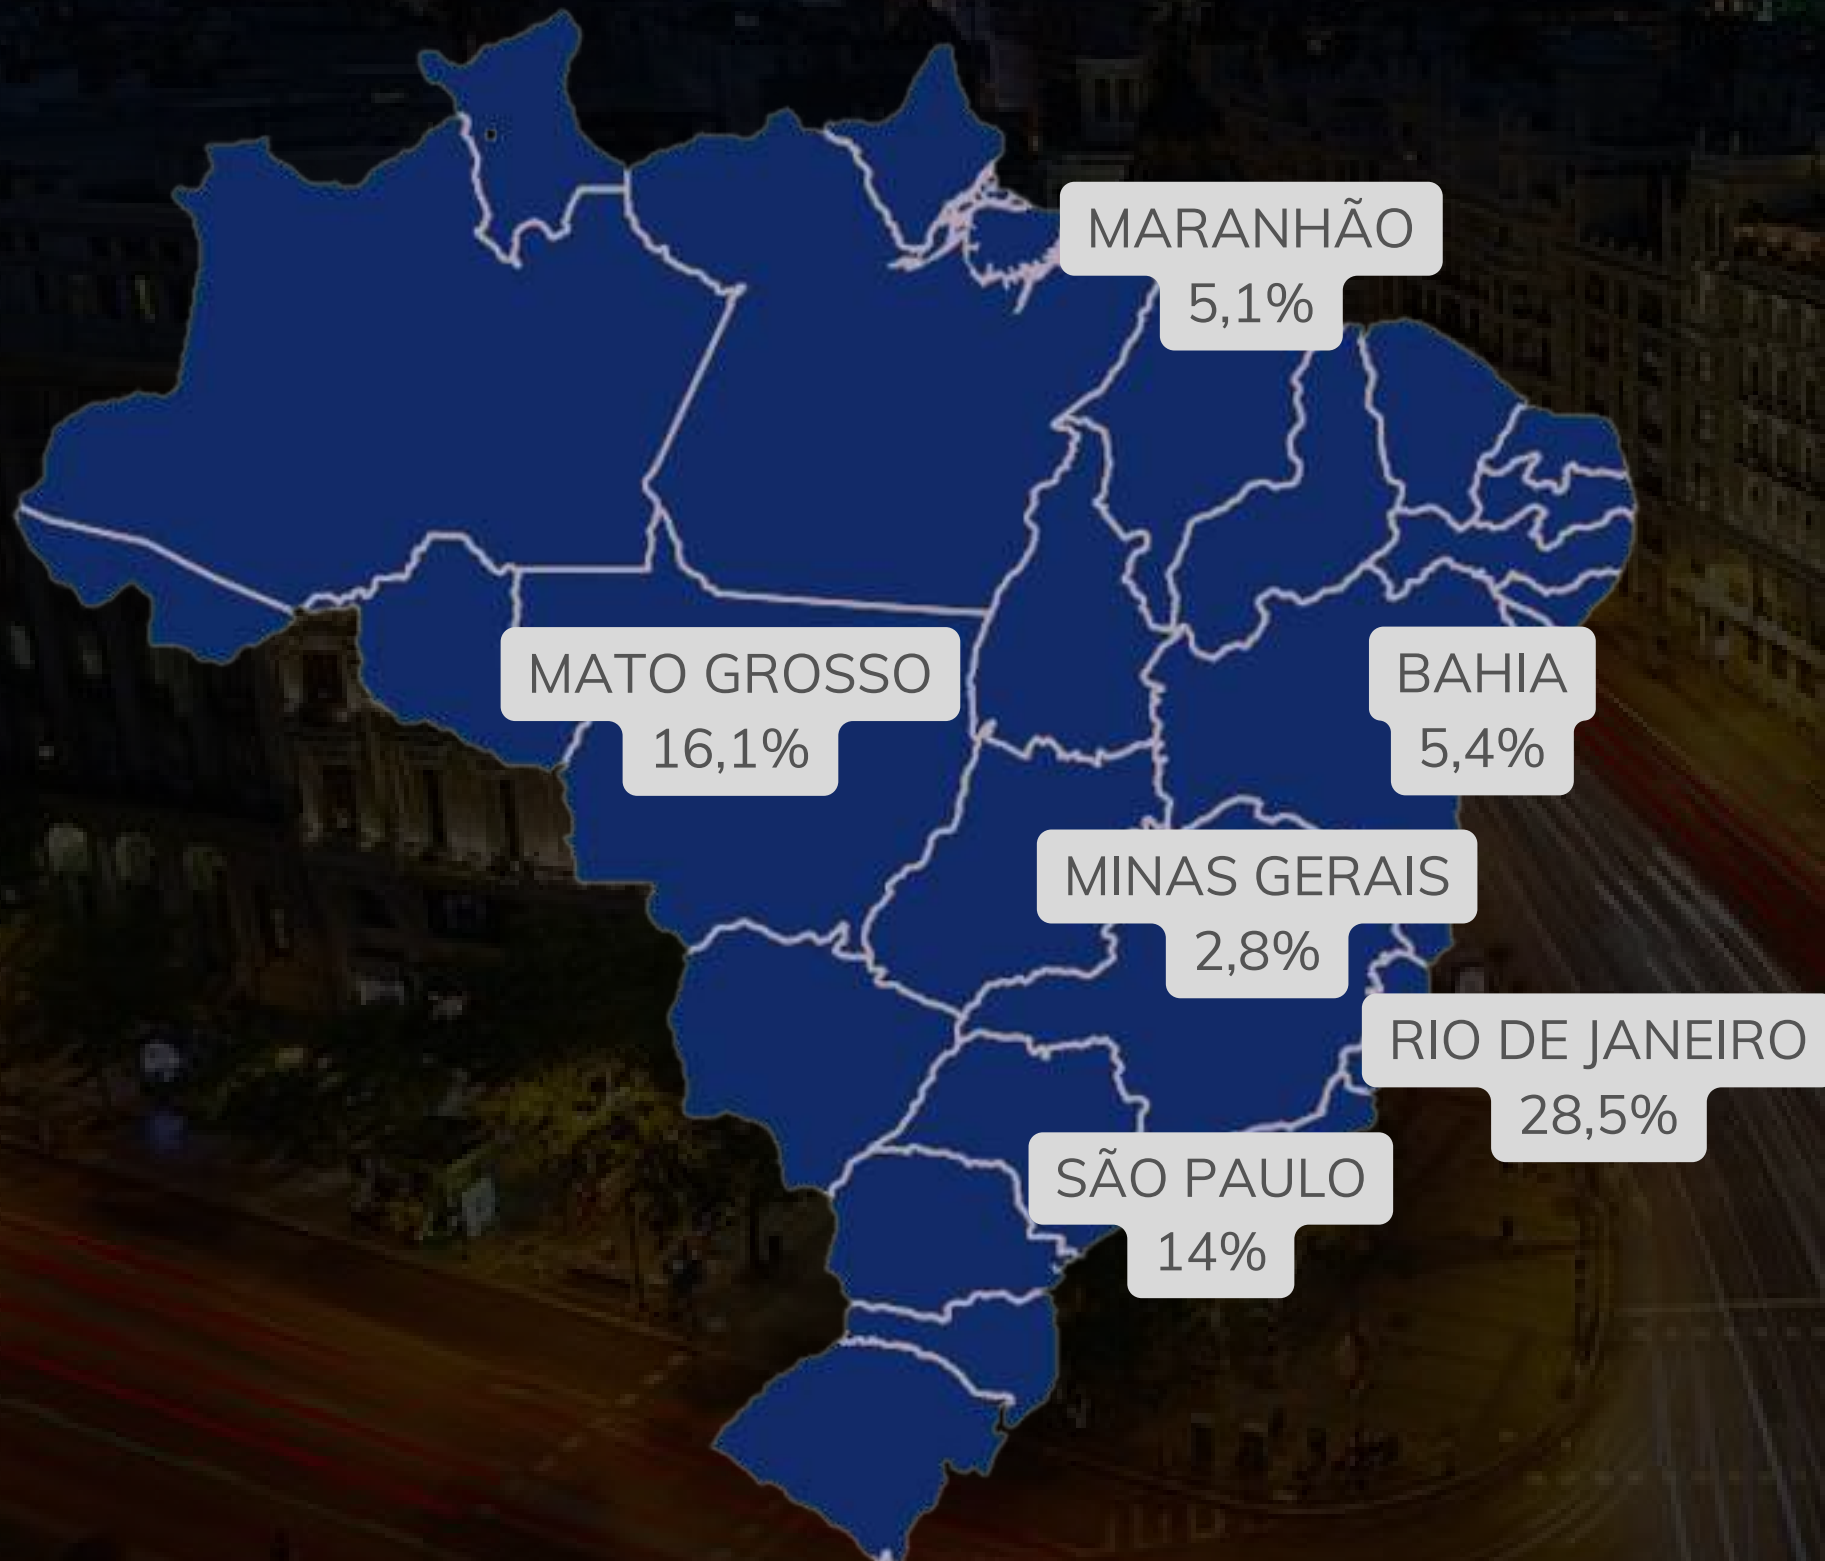 MARANHÃO
5,1%
MATO GROSSO
16,1%
BAHIA
5,4%
MINAS GERAIS
2,8%
RIO DE JANEIRO
28,5%
SÃO PAULO
14%